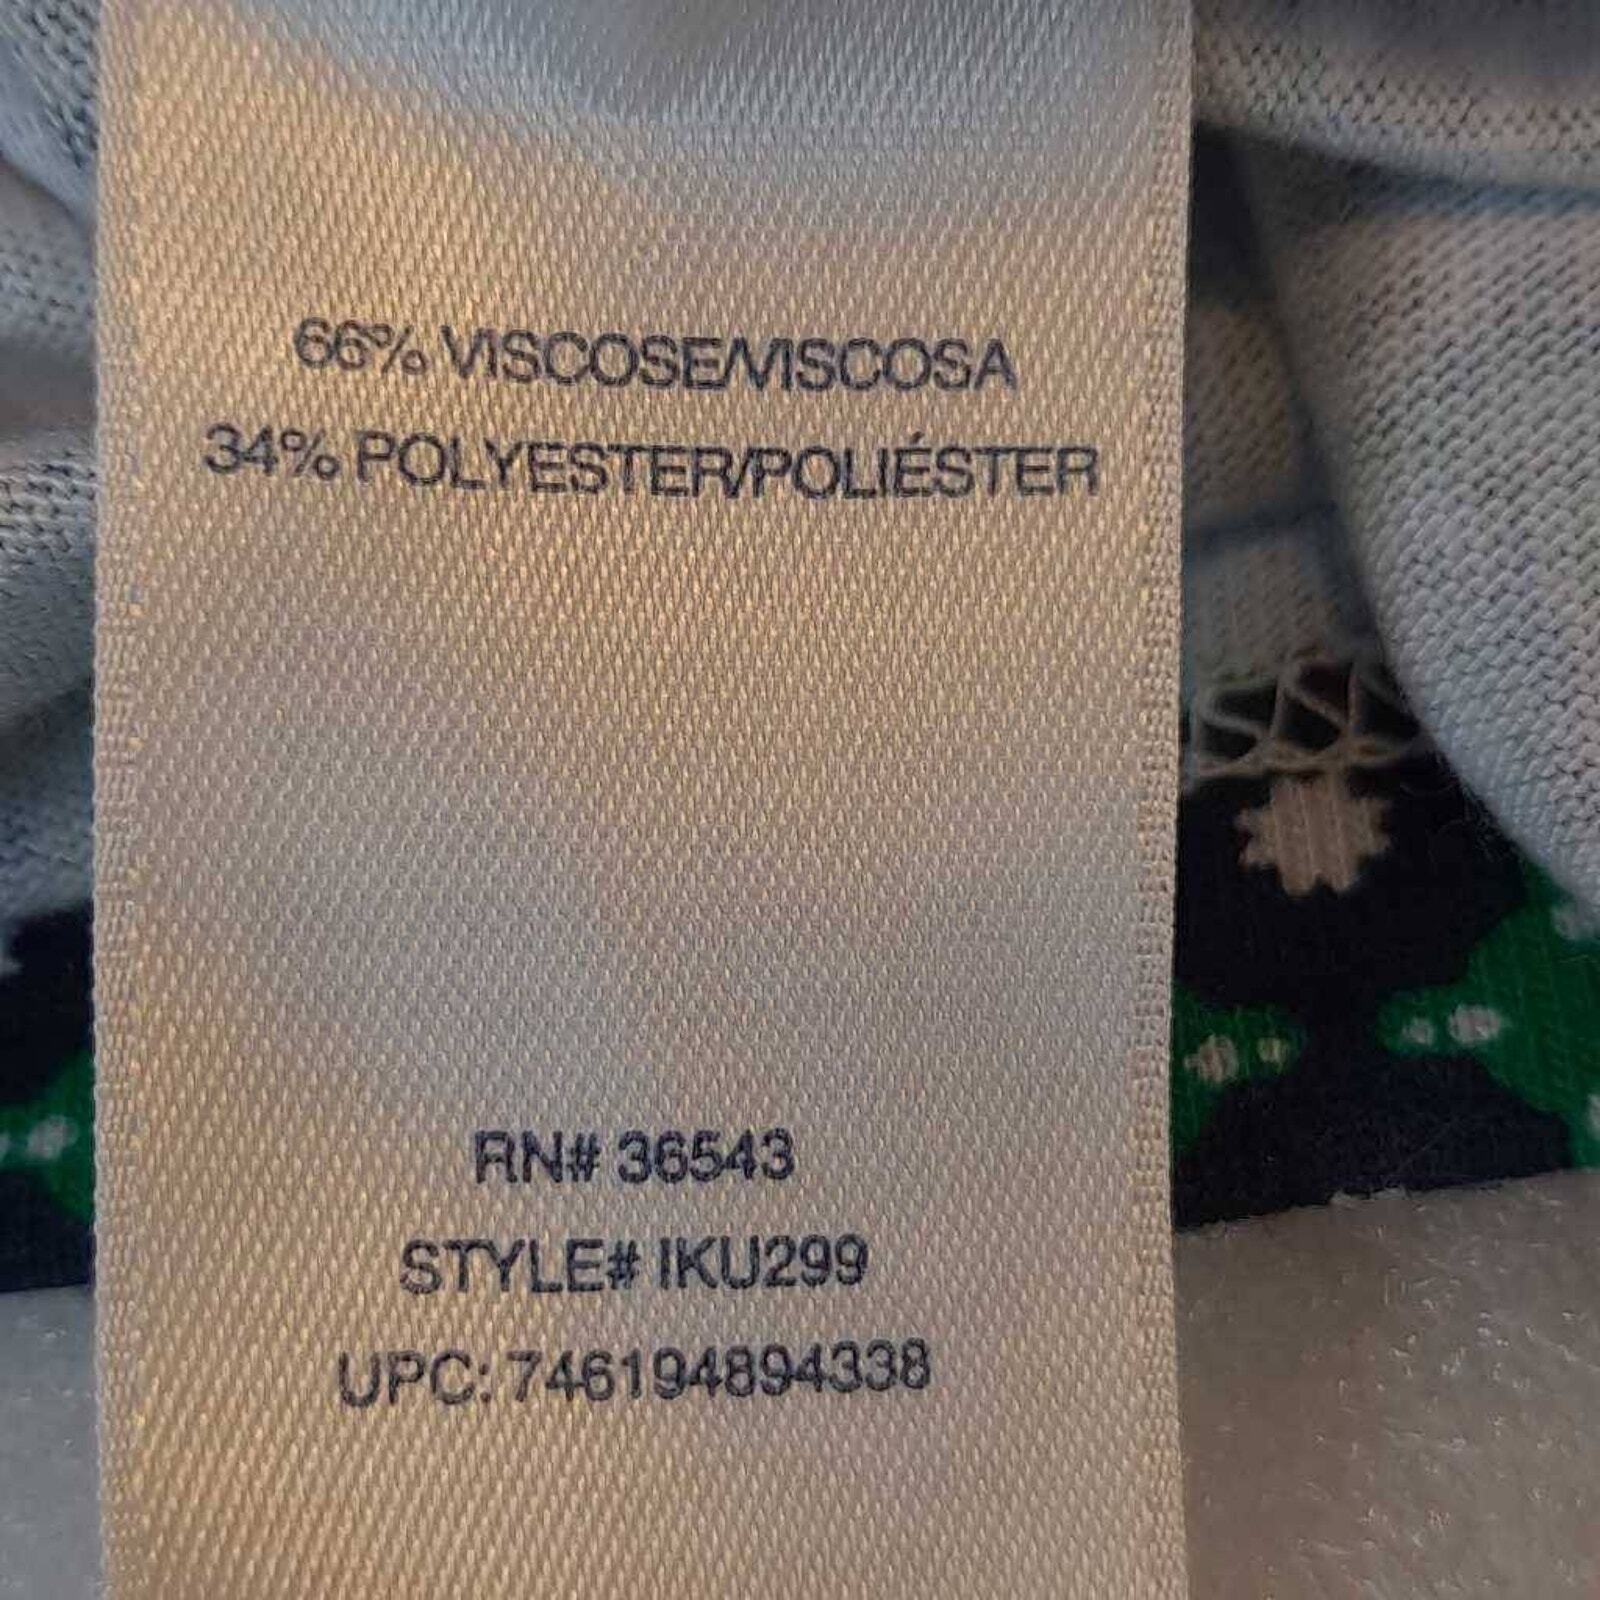 66% VISCOSE/VISCOSA
34% POLYESTER/POLIÉSTER
RN# 36543
STYLE# IKU299
UPC: 746194894338